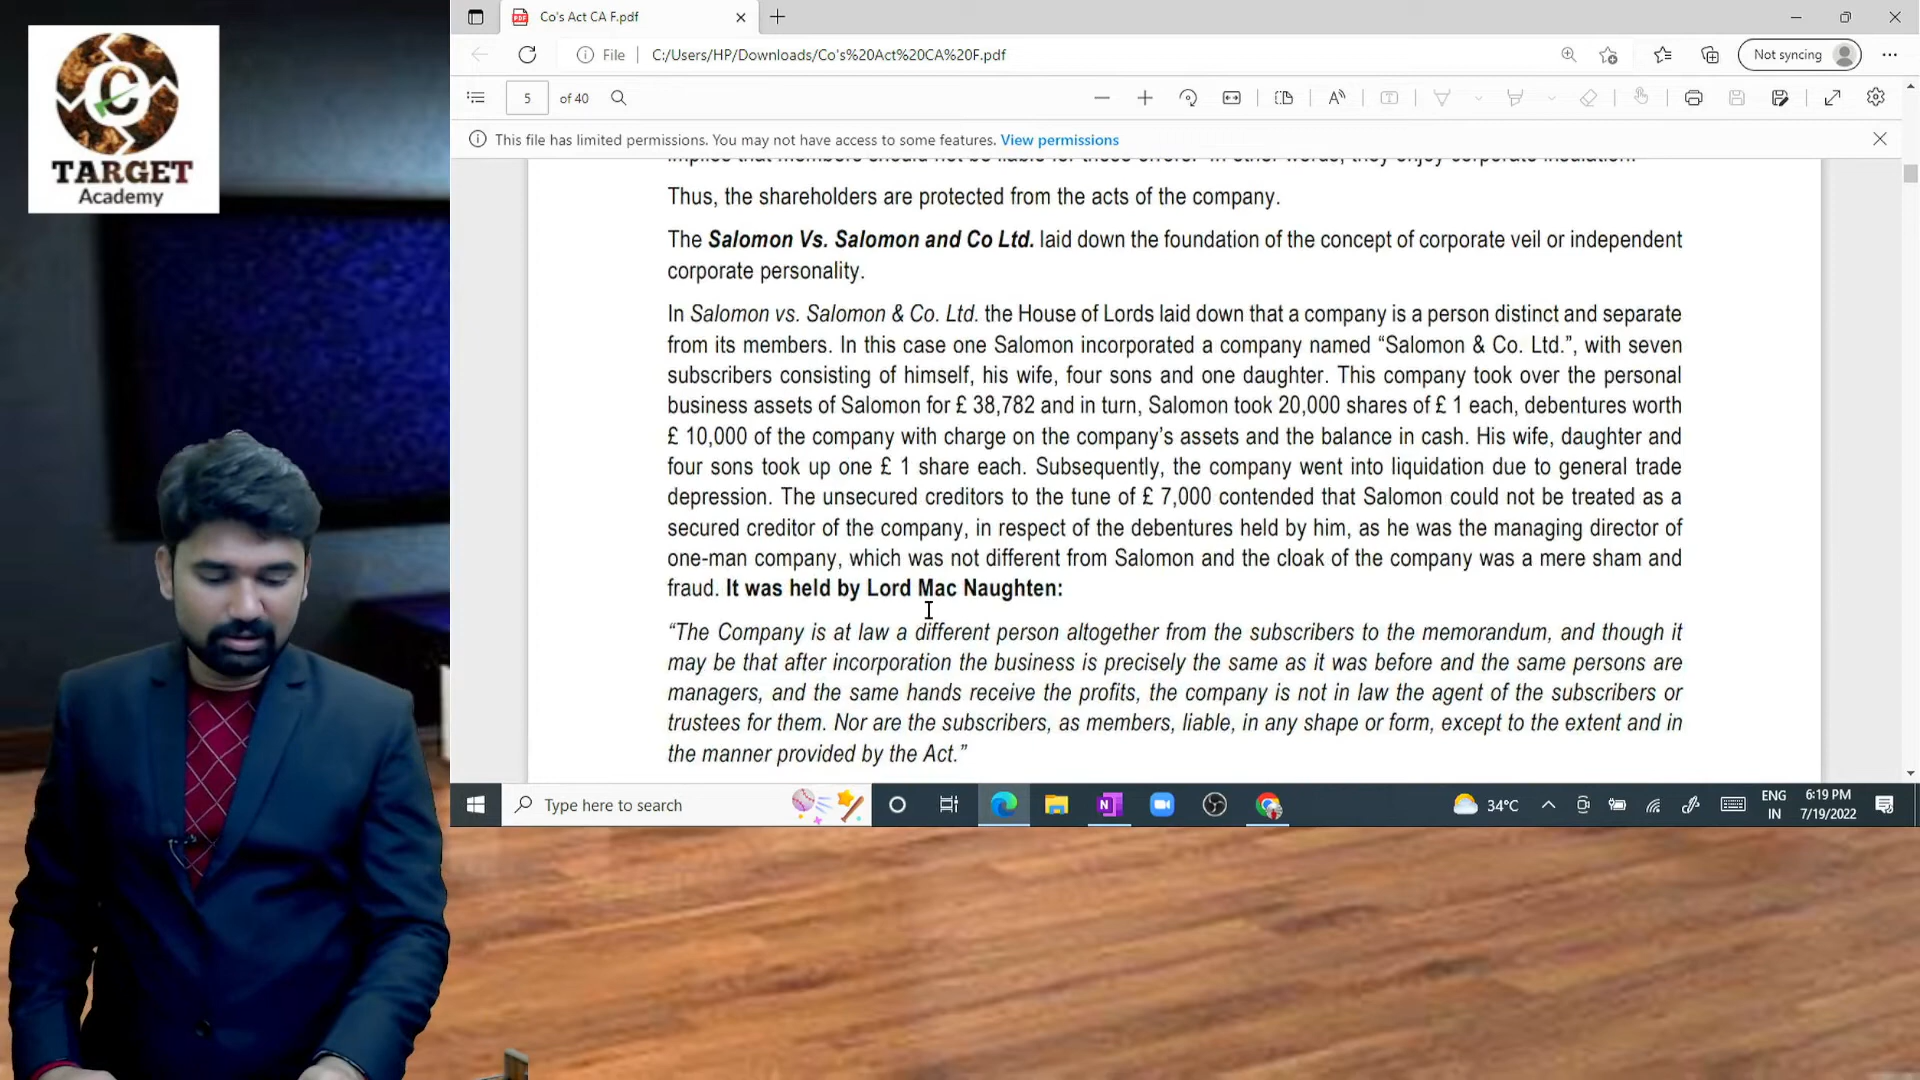 Co's Act CA F.pdf
File
C:/Users/HP/Downloads/Co's%20Act%20CA%20F.pdf
Not syncing
5 of 40
This file has limited permissions. You may not have access to some features. View permissions
C
TARGET
Academy
implies that members should not be liable for these errors. In other words, they enjoy corporate insulation.
Thus, the shareholders are protected from the acts of the company.
The Salomon Vs. Salomon and Co Ltd. laid down the foundation of the concept of corporate veil or independent
corporate personality.
In Salomon vs. Salomon & Co. Ltd. the House of Lords laid down that a company is a person distinct and separate
from its members. In this case one Salomon incorporated a company named “Salomon & Co. Ltd.”, with seven
subscribers consisting of himself, his wife, four sons and one daughter. This company took over the personal
business assets of Salomon for £ 38,782 and in turn, Salomon took 20,000 shares of £ 1 each, debentures worth
£ 10,000 of the company with charge on the company’s assets and the balance in cash. His wife, daughter and
four sons took up one £ 1 share each. Subsequently, the company went into liquidation due to general trade
depression. The unsecured creditors to the tune of £ 7,000 contended that Salomon could not be treated as a
secured creditor of the company, in respect of the debentures held by him, as he was the managing director of
one-man company, which was not different from Salomon and the cloak of the company was a mere sham and
fraud. It was held by Lord Mac Naughten:
“The Company is at law a different person altogether from the subscribers to the memorandum, and though it
may be that after incorporation the business is precisely the same as it was before and the same persons are
managers, and the same hands receive the profits, the company is not in law the agent of the subscribers or
trustees for them. Nor are the subscribers, as members, liable, in any shape or form, except to the extent and in
the manner provided by the Act.”
Type here to search
34°C
ENG
IN
6:19 PM
7/19/2022